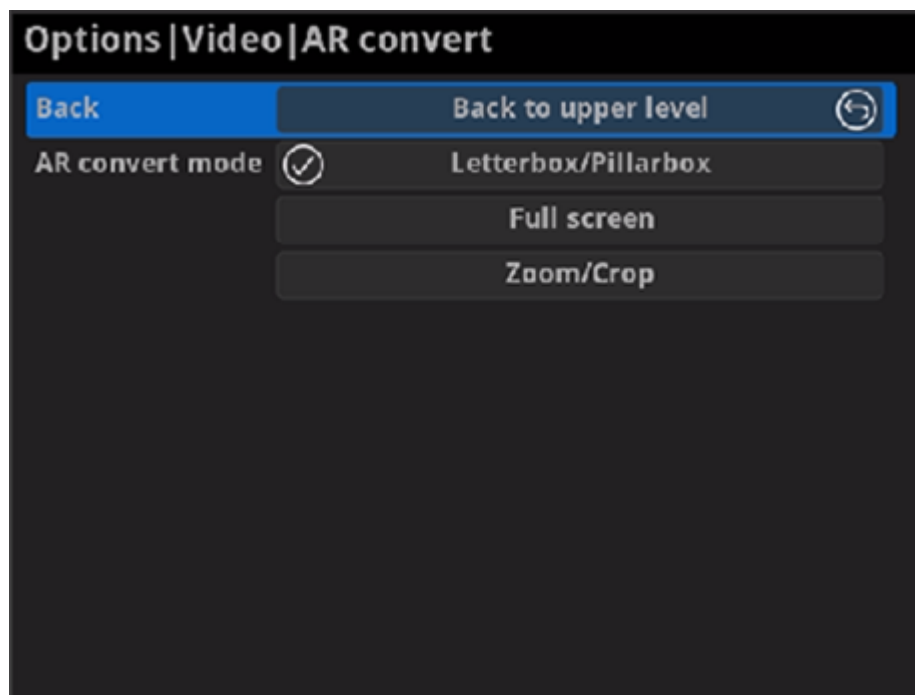 Options|Video|AR convert
Back Back to upper level
AR convert mode Letterbox/Pillarbox
Full screen
Zoom/Crop